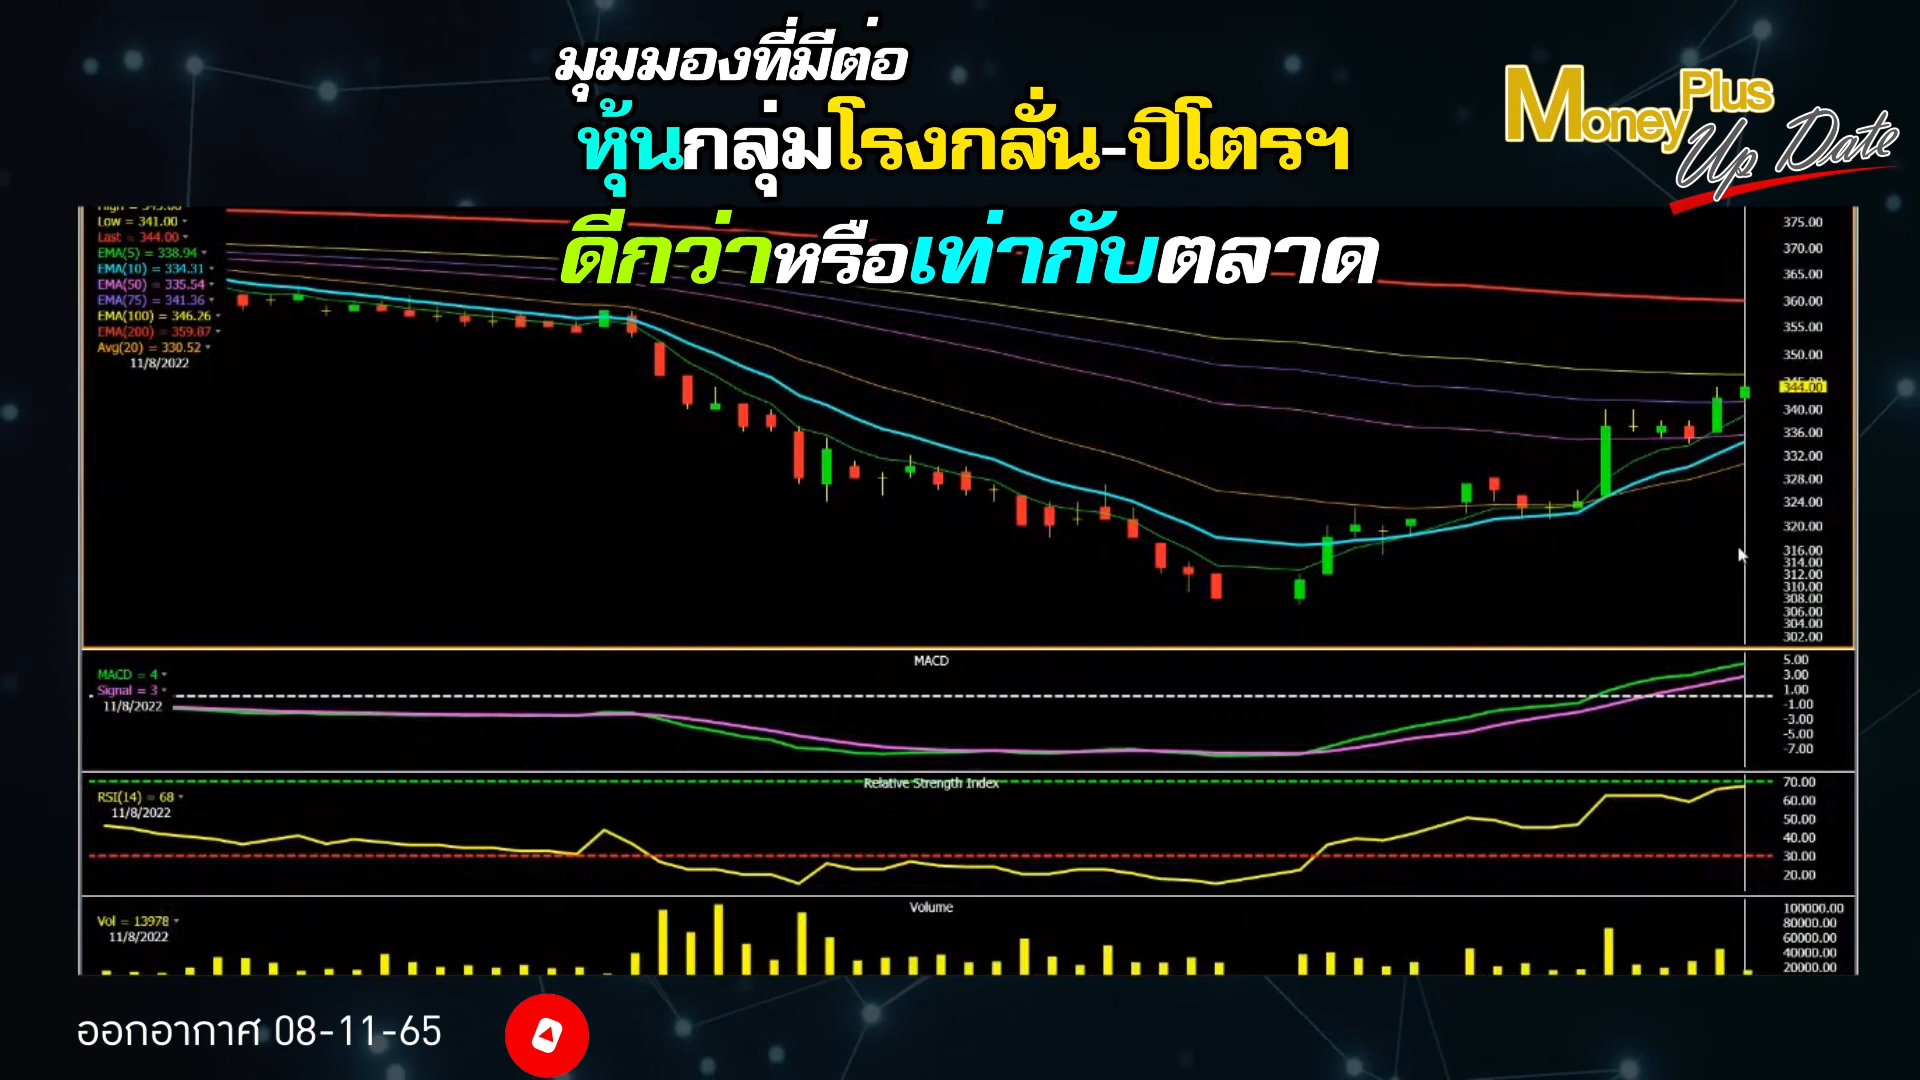 มุมมองที่มีต่อ
หุ้นกลุ่มโรงกลั่น-ปิโตรฯ
ดีกว่าหรือเท่ากับตลาด
Money Plus
Up Date
Low = 341.00
Last = 344.00
EMA(5) = 338.94
EMA(10) = 334.31
EMA(50) = 335.54
EMA(75) = 341.36
EMA(100) = 346.26
EMA(200) = 359.87
Avg(20) = 330.52
11/8/2022
375.00
370.00
365.00
360.00
355.00
350.00
344.00
340.00
336.00
332.00
328.00
324.00
320.00
316.00
314.00
312.00
310.00
308.00
306.00
304.00
302.00
MACD
MACD = 4
Signal = 3
11/8/2022
5.00
3.00
1.00
-1.00
-3.00
-5.00
-7.00
Relative Strength Index
RSI(14) = 68
11/8/2022
70.00
60.00
50.00
40.00
30.00
20.00
Volume
Vol = 13978
11/8/2022
100000.00
80000.00
60000.00
40000.00
20000.00
ออกอากาศ 08-11-65